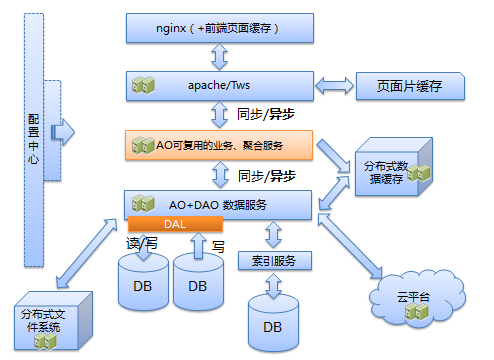 nginx（+前端页面缓存）
apache/Tws
页面片缓存
同步/异步
配置中心
AO可复用的业务、聚合服务
分布式数
据缓存
同步/异步
AO+DAO 数据服务
DAL
读/写
写
索引服务
DB
DB
云平台
分布式文
件系统
DB